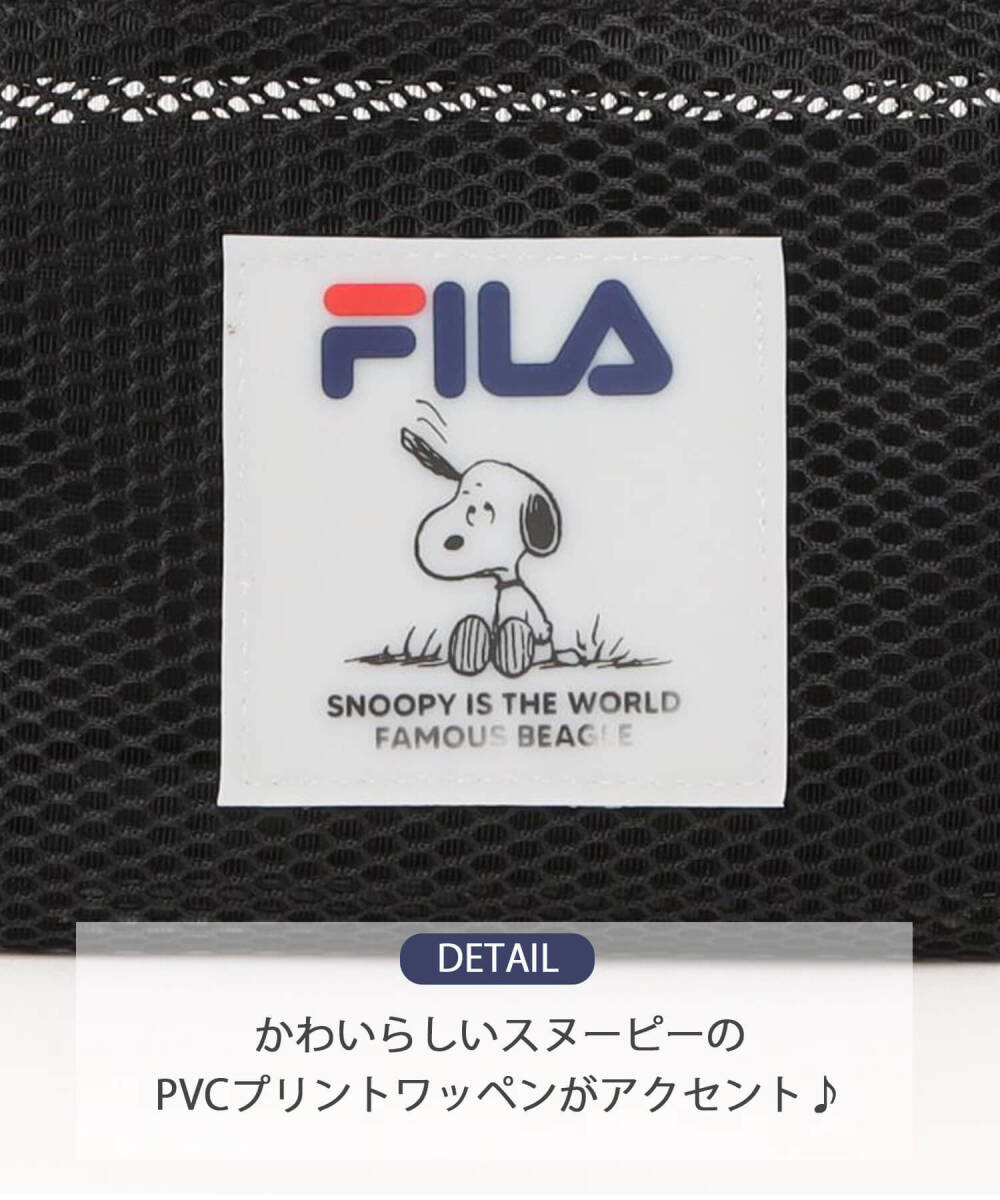 FILA
SNOOPY IS THE WORLD
FAMOUS BEAGLE
DETAIL
かわいらしいスヌーピーの
PVCプリントワッペンがアクセント♪